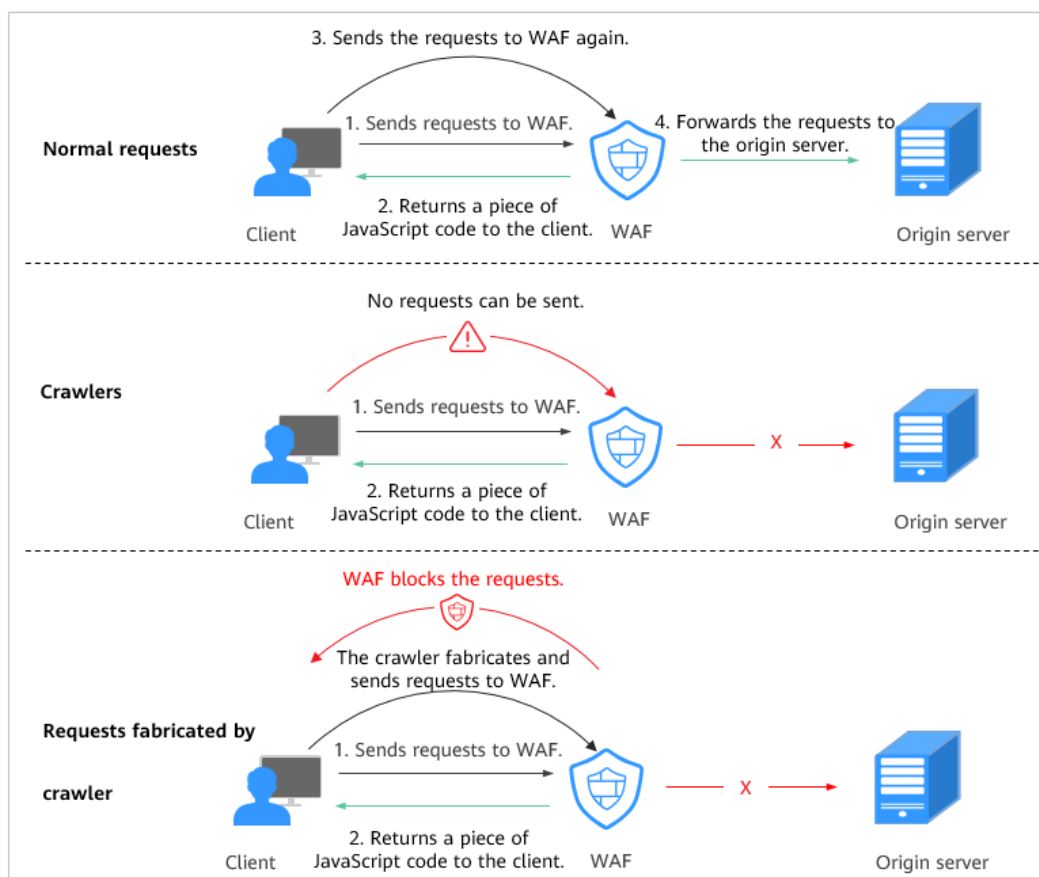 3. Sends the requests to WAF again.
1. Sends requests to WAF.
4. Forwards the requests to
the origin server.
Normal requests
2. Returns a piece of
JavaScript code to the client.
Client
WAF
Origin server
No requests can be sent.
Crawlers
1. Sends requests to WAF.
X
2. Returns a piece of
JavaScript code to the client.
Client
WAF
Origin server
WAF blocks the requests.
The crawler fabricates and
sends requests to WAF.
Requests fabricated by
crawler
1. Sends requests to WAF.
X
2. Returns a piece of
JavaScript code to the client.
Client
WAF
Origin server